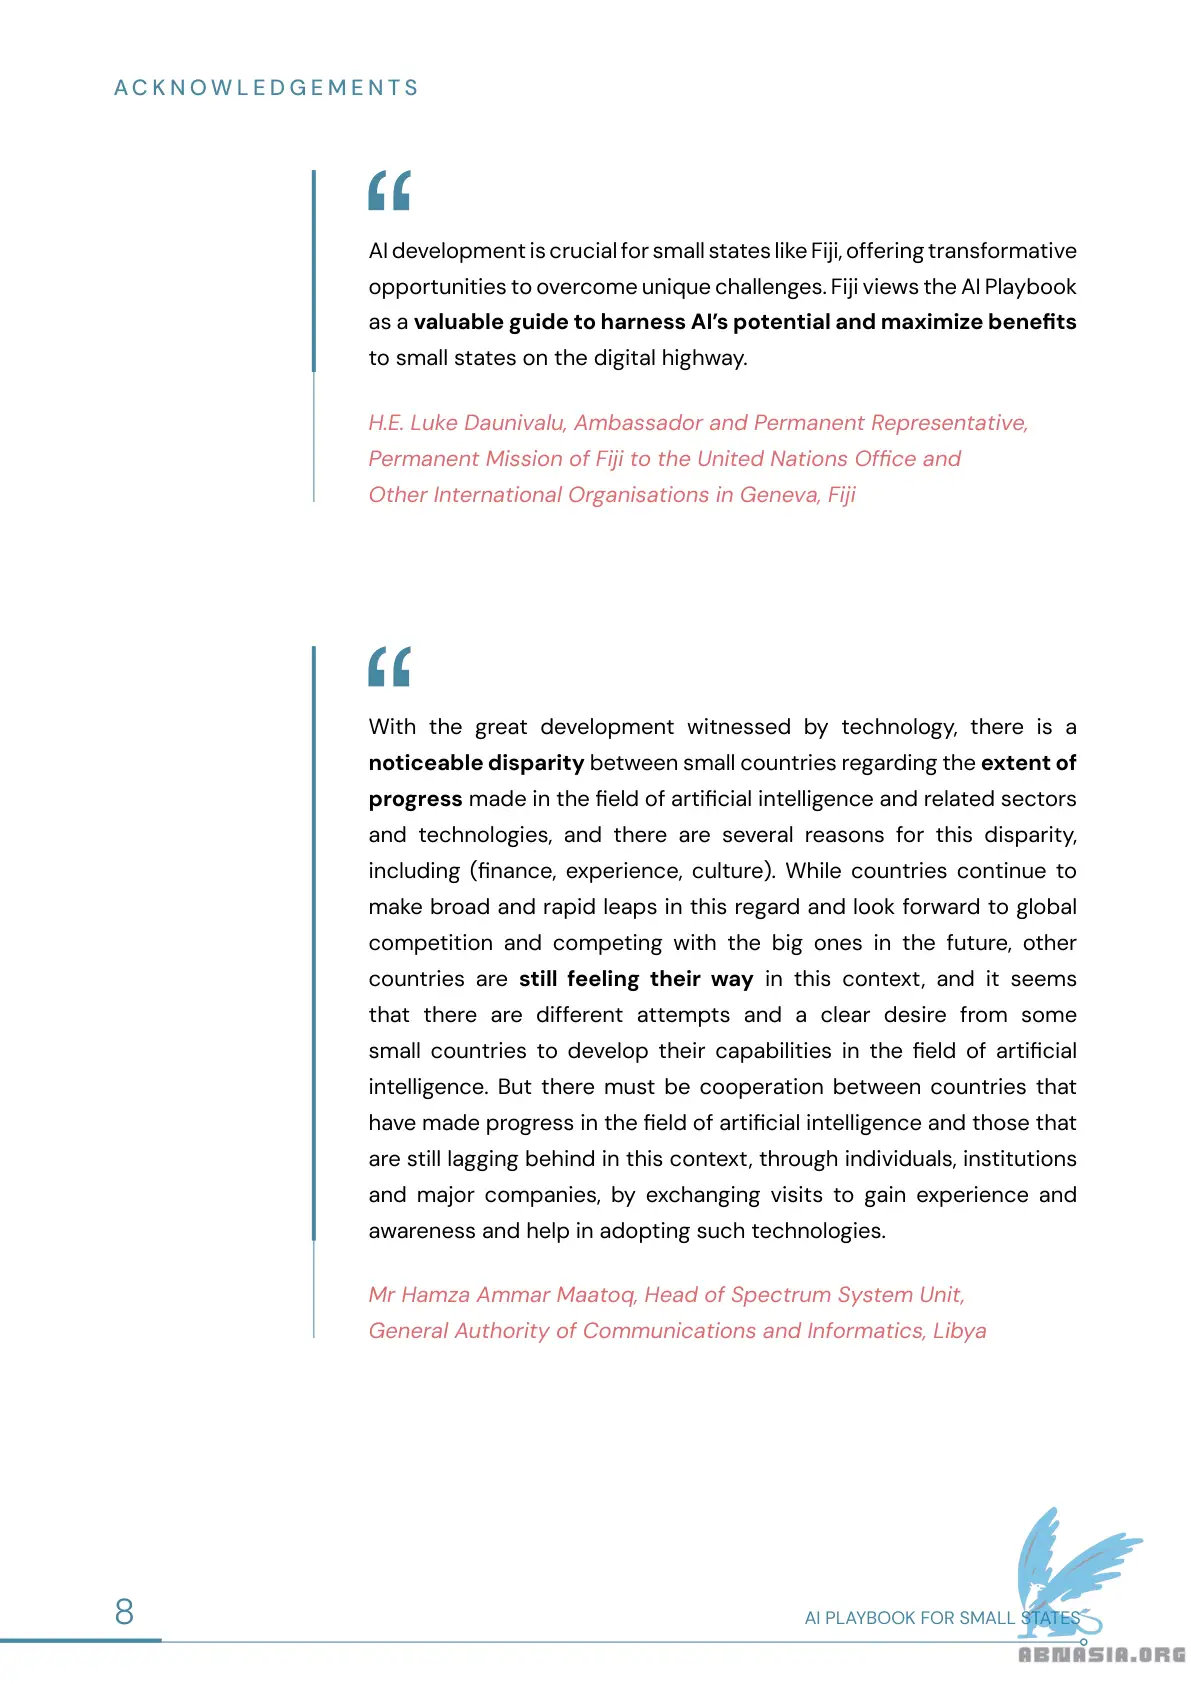 ACKNOWLEDGEMENTS
“
AI development is crucial for small states like Fiji, offering transformative
opportunities to overcome unique challenges. Fiji views the AI Playbook
as a valuable guide to harness AI’s potential and maximize benefits
to small states on the digital highway.
H.E. Luke Daunivalu, Ambassador and Permanent Representative,
Permanent Mission of Fiji to the United Nations Office and
Other International Organisations in Geneva, Fiji
“
With the great development witnessed by technology, there is a
noticeable disparity between small countries regarding the extent of
progress made in the field of artificial intelligence and related sectors
and technologies, and there are several reasons for this disparity,
including (finance, experience, culture). While countries continue to
make broad and rapid leaps in this regard and look forward to global
competition and competing with the big ones in the future, other
countries are still feeling their way in this context, and it seems
that there are different attempts and a clear desire from some
small countries to develop their capabilities in the field of artificial
intelligence. But there must be cooperation between countries that
have made progress in the field of artificial intelligence and those that
are still lagging behind in this context, through individuals, institutions
and major companies, by exchanging visits to gain experience and
awareness and help in adopting such technologies.
Mr Hamza Ammar Maatoq, Head of Spectrum System Unit,
General Authority of Communications and Informatics, Libya
8
AI PLAYBOOK FOR SMALL STATES
ABNASIA.ORG